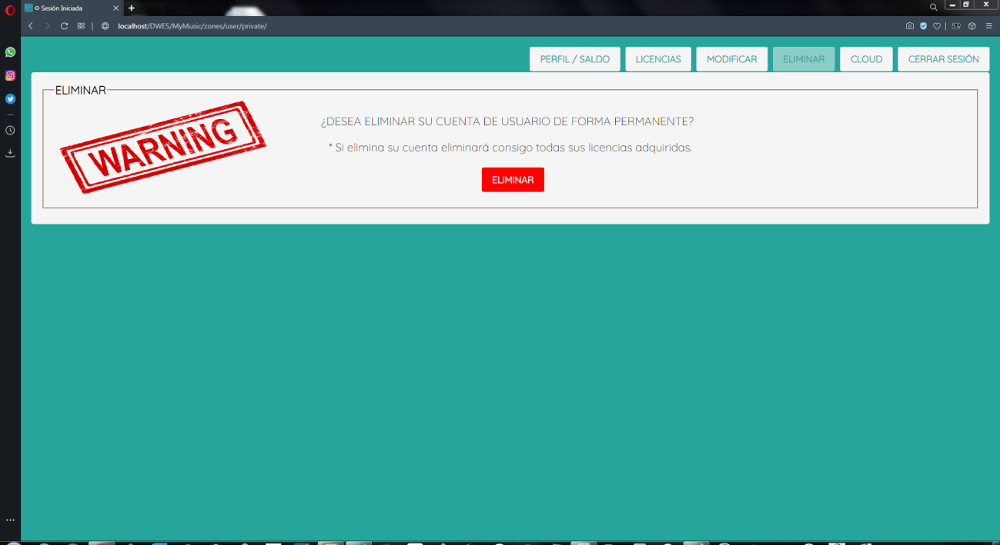 Sesión Iniciada
localhost/DWES/MyMusic/zones/user/private/
PERFIL / SALDO LICENCIAS MODIFICAR ELIMINAR CLOUD CERRAR SESIÓN
ELIMINAR
WARNING
¿DESEA ELIMINAR SU CUENTA DE USUARIO DE FORMA PERMANENTE?
* Si elimina su cuenta eliminará consigo todas sus licencias adquiridas.
ELIMINAR